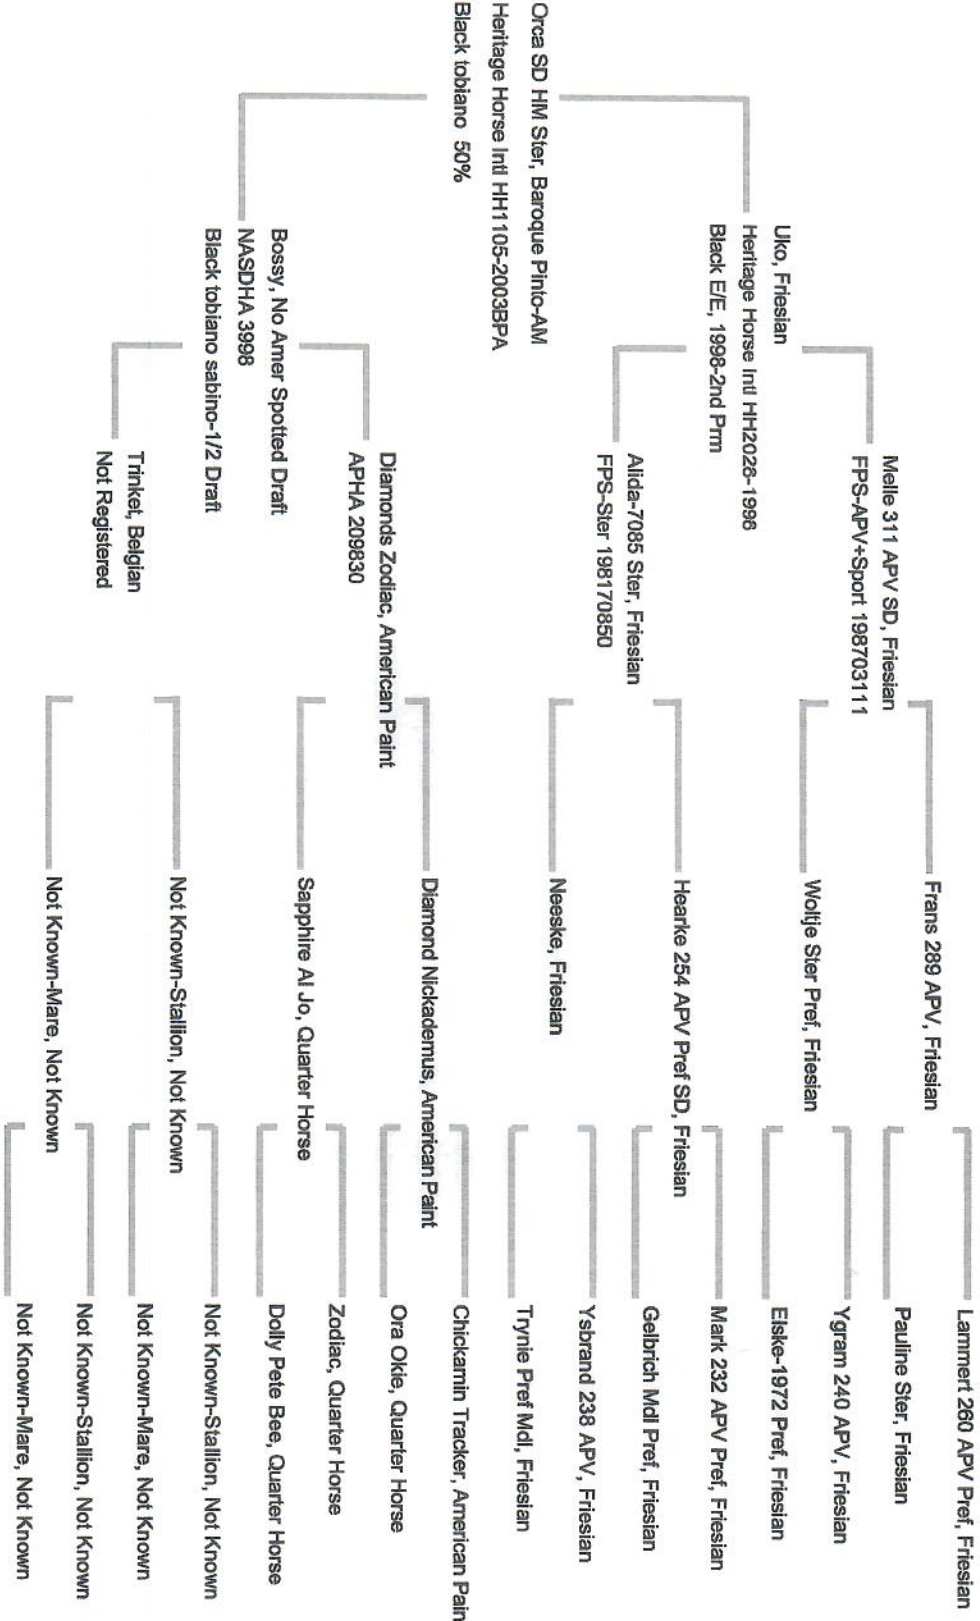 Orca SD HM Ster, Baroque Pinto-AM
Heritage Horse Intl HH1105-2003BPA
Black tobiano 50%
Uko, Friesian
Heritage Horse Intl HH2028-1998
Black E/E, 1998-2nd Prm
Bossy, No Amer Spotted Draft
NASDHA 3998
Black tobiano sabino-1/2 Draft
Melle 311 APV SD, Friesian
FPS-APV+Sport 198703111
Alida-7085 Ster, Friesian
FPS-Ster 198170850
Diamonds Zodiac, American Paint
APHA 209830
Trinket, Belgian
Not Registered
Frans 289 APV, Friesian
Woltje Ster Pref, Friesian
Hearke 254 APV Pref SD, Friesian
Neeske, Friesian
Diamond Nickademus, American Paint
Sapphire Al Jo, Quarter Horse
Not Known-Stallion, Not Known
Not Known-Mare, Not Known
Lammert 260 APV Pref, Friesian
Pauline Ster, Friesian
Ygram 240 APV, Friesian
Elske-1972 Pref, Friesian
Mark 232 APV Pref, Friesian
Gelbrich Mdl Pref, Friesian
Ysbrand 238 APV, Friesian
Trynie Pref Mdl, Friesian
Chickamin Tracker, American Pain
Ora Okie, Quarter Horse
Zodiac, Quarter Horse
Dolly Pete Bee, Quarter Horse
Not Known-Stallion, Not Known
Not Known-Mare, Not Known
Not Known-Stallion, Not Known
Not Known-Mare, Not Known